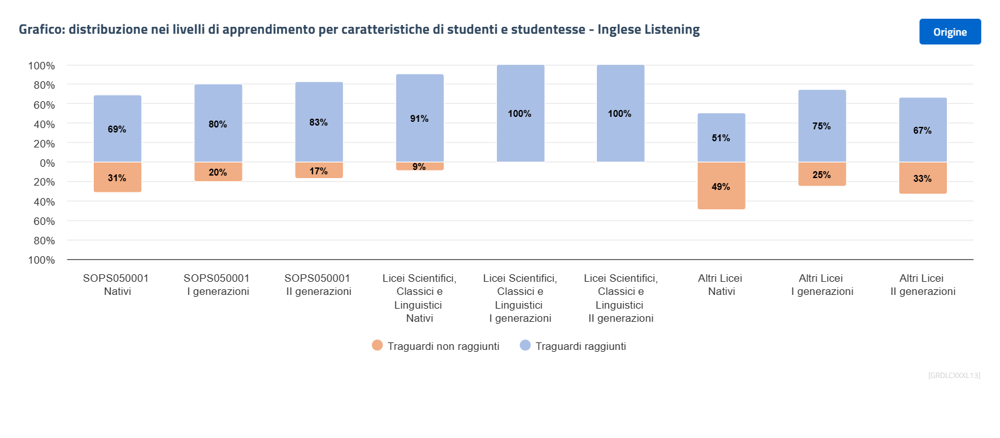 Grafico: distribuzione nei livelli di apprendimento per caratteristiche di studenti e studentesse - Inglese Listening
Origine
100%
80%
60%
40%
20%
0%
20%
40%
60%
80%
100%
69%
31%
80%
20%
83%
17%
91%
9%
100%
100%
51%
49%
75%
25%
67%
33%
SOPS050001
Nativi
SOPS050001
I generazioni
SOPS050001
II generazioni
Licei Scientifici,
Classici e
Linguistici
Nativi
Licei Scientifici,
Classici e
Linguistici
I generazioni
Licei Scientifici,
Classici e
Linguistici
II generazioni
Altri Licei
Nativi
Altri Licei
I generazioni
Altri Licei
II generazioni
Traguardi non raggiunti
Traguardi raggiunti
[GRDLCXXXL13]